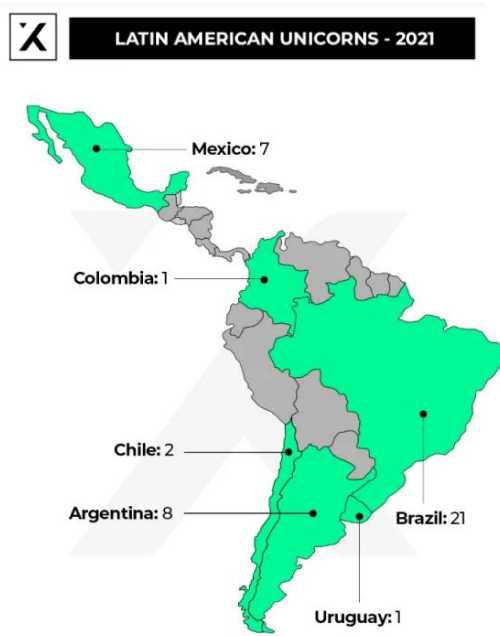 LATIN AMERICAN UNICORNS - 2021
Mexico: 7
Colombia: 1
Chile: 2
Argentina: 8
Brazil: 21
Uruguay: 1